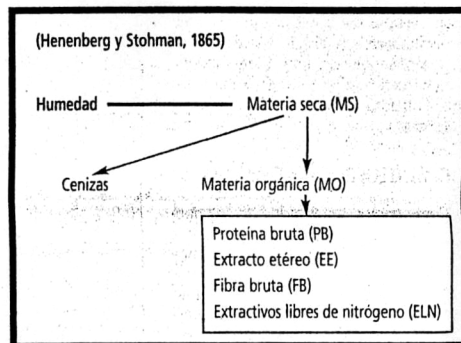 (Henenberg y Stohman, 1865)
Humedad Materia seca (MS)
Cenizas Materia orgánica (MO)
Proteína bruta (PB)
Extracto etéreo (EE)
Fibra bruta (FB)
Extractivos libres de nitrógeno (ELN)